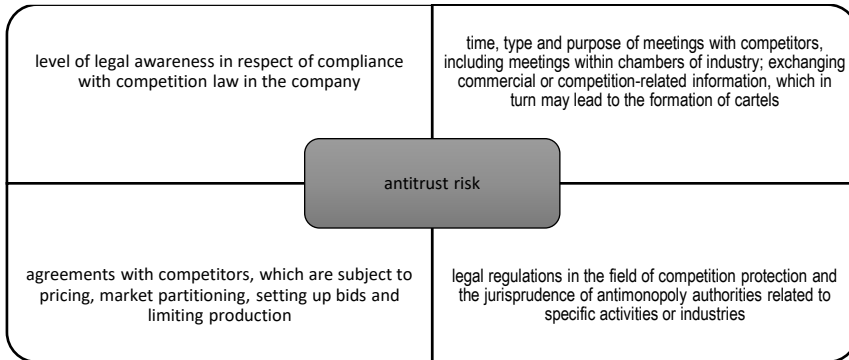 level of legal awareness in respect of compliance
with competition law in the company
time, type and purpose of meetings with competitors,
including meetings within chambers of industry; exchanging
commercial or competition-related information, which in
turn may lead to the formation of cartels
antitrust risk
agreements with competitors, which are subject to
pricing, market partitioning, setting up bids and
limiting production
legal regulations in the field of competition protection and
the jurisprudence of antimonopoly authorities related to
specific activities or industries